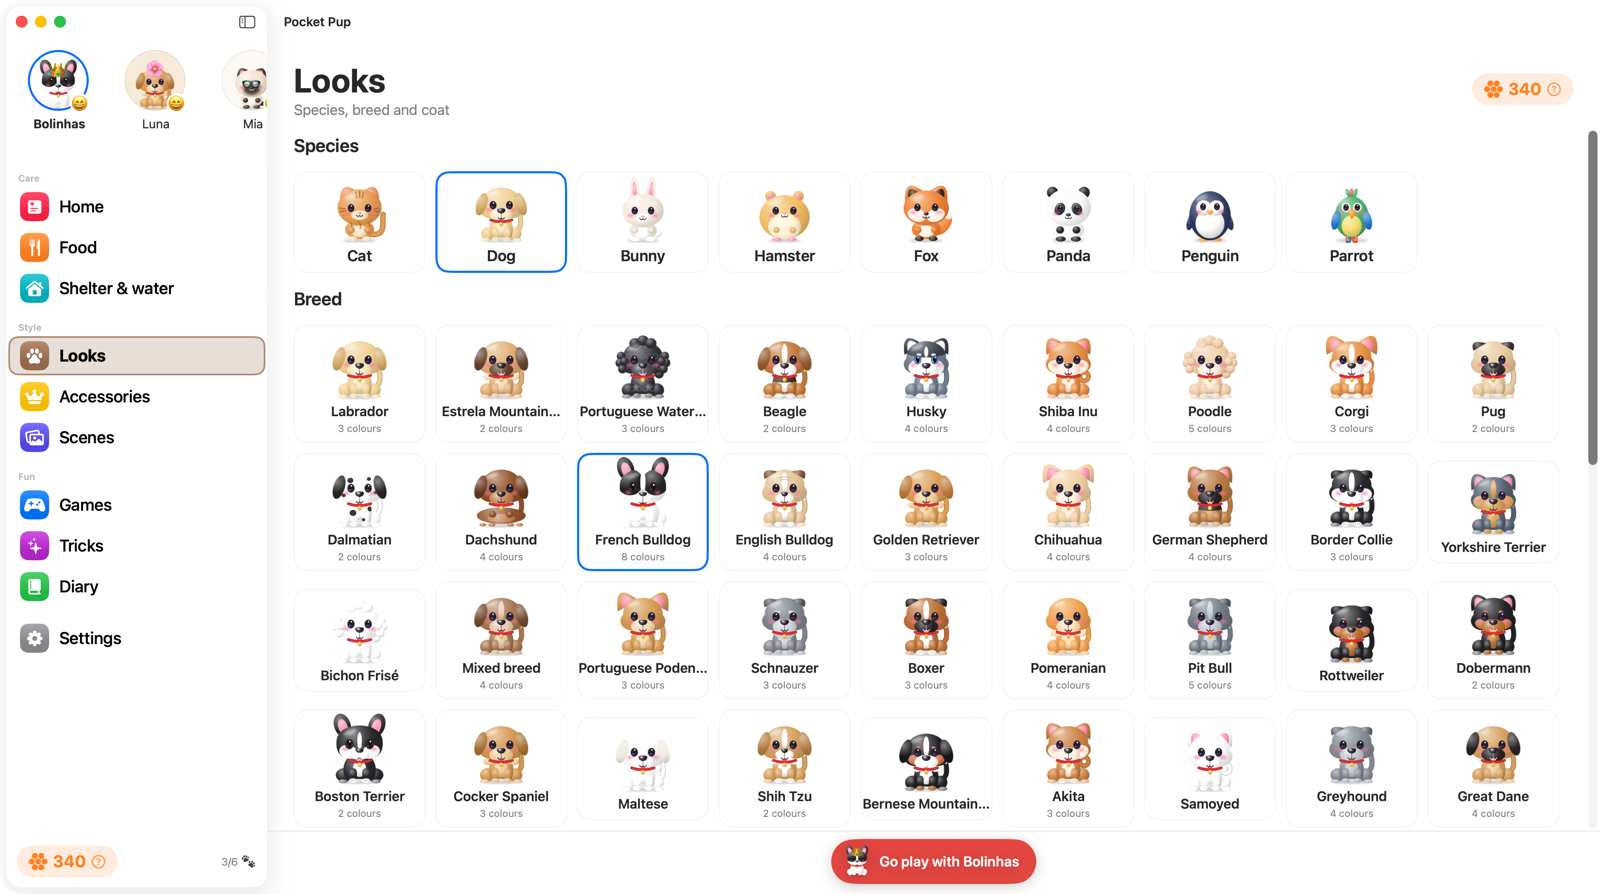 Pocket Pup
Bolinhas
Luna
Mia
Care
Home
Food
Shelter & water
Style
Looks
Accessories
Scenes
Fun
Games
Tricks
Diary
Settings
340 ?
3/6
Looks
Species, breed and coat
340 ?
Species
Cat
Dog
Bunny
Hamster
Fox
Panda
Penguin
Parrot
Breed
Labrador
3 colours
Estrela Mountain...
2 colours
Portuguese Water...
3 colours
Beagle
2 colours
Husky
4 colours
Shiba Inu
4 colours
Poodle
5 colours
Corgi
3 colours
Pug
2 colours
Dalmatian
2 colours
Dachshund
4 colours
French Bulldog
8 colours
English Bulldog
4 colours
Golden Retriever
3 colours
Chihuahua
4 colours
German Shepherd
4 colours
Border Collie
3 colours
Yorkshire Terrier
Bichon Frisé
Mixed breed
4 colours
Portuguese Poden...
3 colours
Schnauzer
3 colours
Boxer
3 colours
Pomeranian
4 colours
Pit Bull
5 colours
Rottweiler
Dobermann
2 colours
Boston Terrier
2 colours
Cocker Spaniel
3 colours
Maltese
Shih Tzu
2 colours
Bernese Mountain...
Akita
3 colours
Samoyed
Greyhound
4 colours
Great Dane
4 colours
Go play with Bolinhas